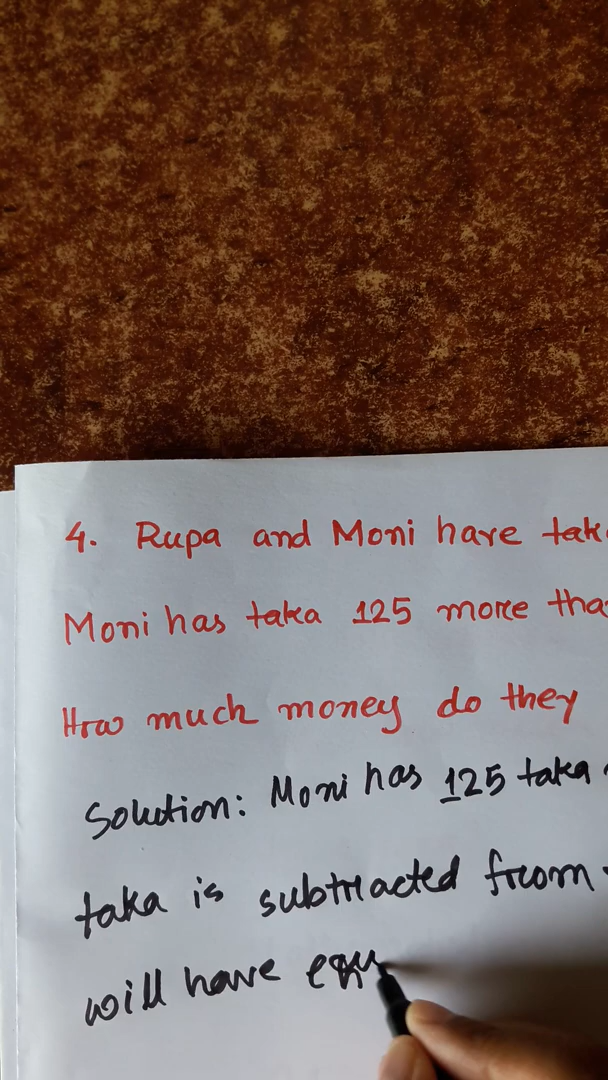 4. Rupa and Moni have
Moni has taka 125 more
How much money do they
Solution: Moni has 125 taka
taka is subtracted from
will have